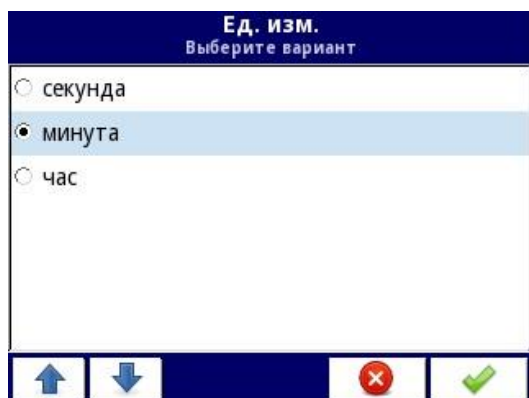 Ед. изм.
Выберите вариант
секунда
минута
час